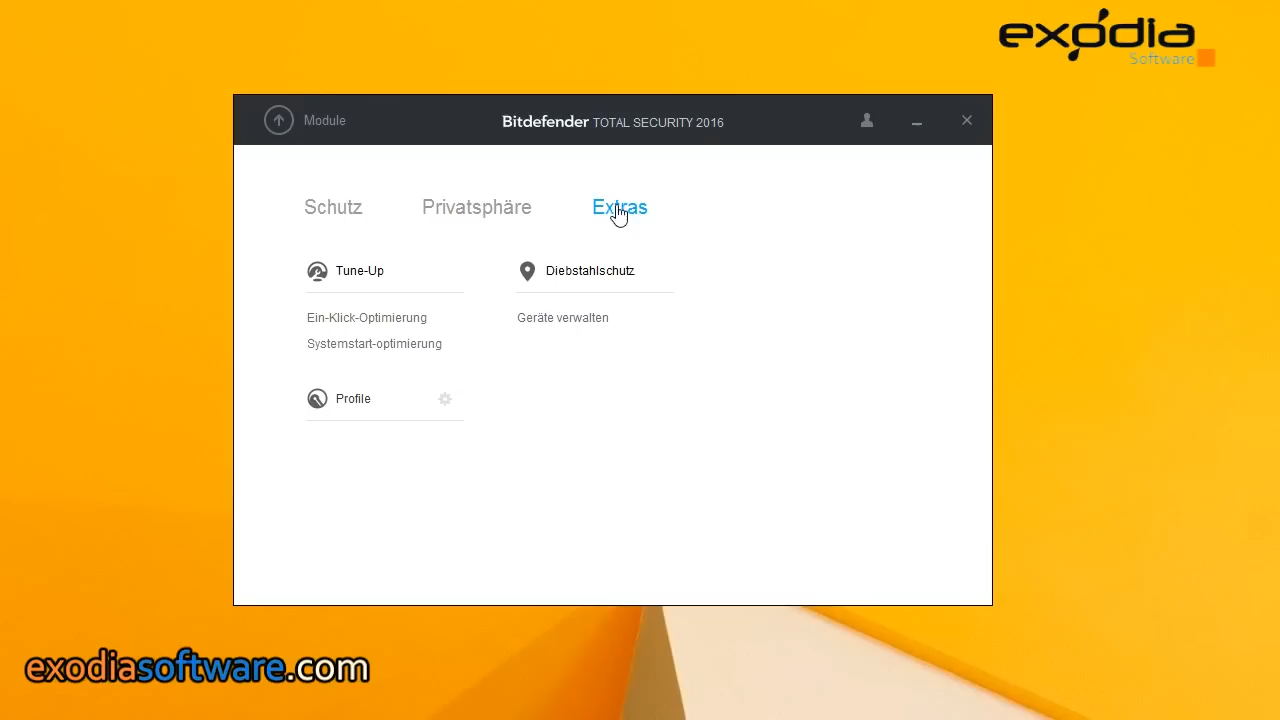 exodia
Software
Module
Bitdefender TOTAL SECURITY 2016
Schutz
Privatsphäre
Extras
Tune-Up
Diebstahlschutz
Ein-Klick-Optimierung
Geräte verwalten
Systemstart-optimierung
Profile
exodiasoftware.com